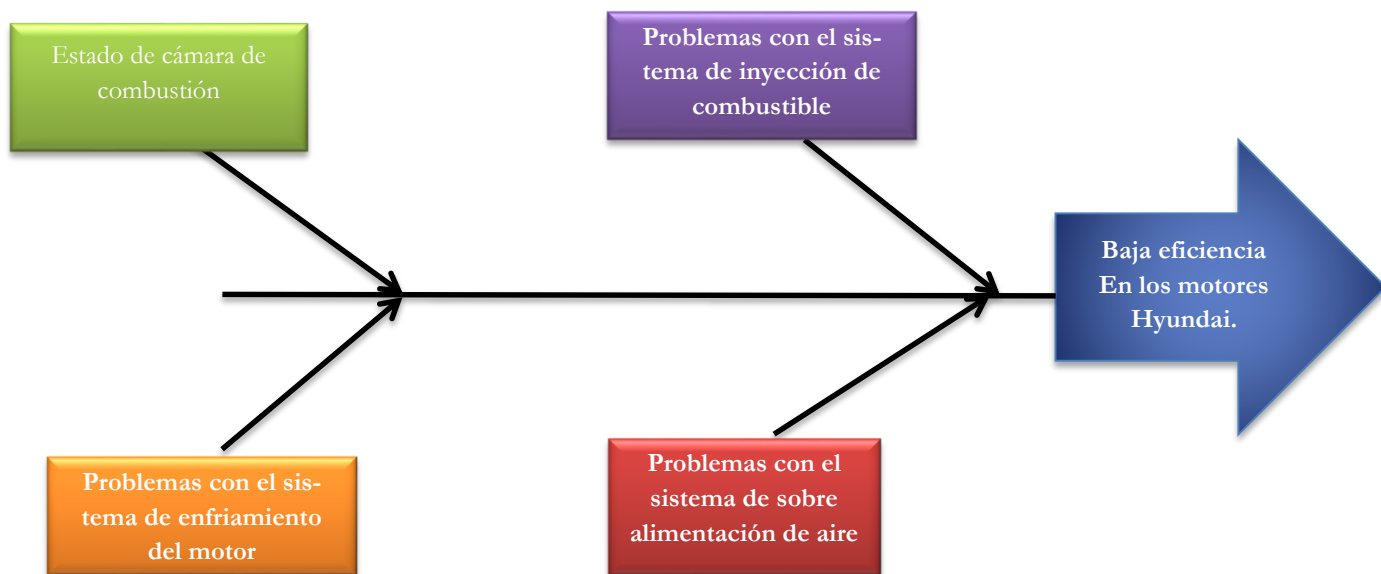 Estado de cámara de
combustión
Problemas con el sis-
tema de inyección de
combustible
Baja eficiencia
En los motores
Hyundai.
Problemas con el sis-
tema de enfriamiento
del motor
Problemas con el
sistema de sobre
alimentación de aire